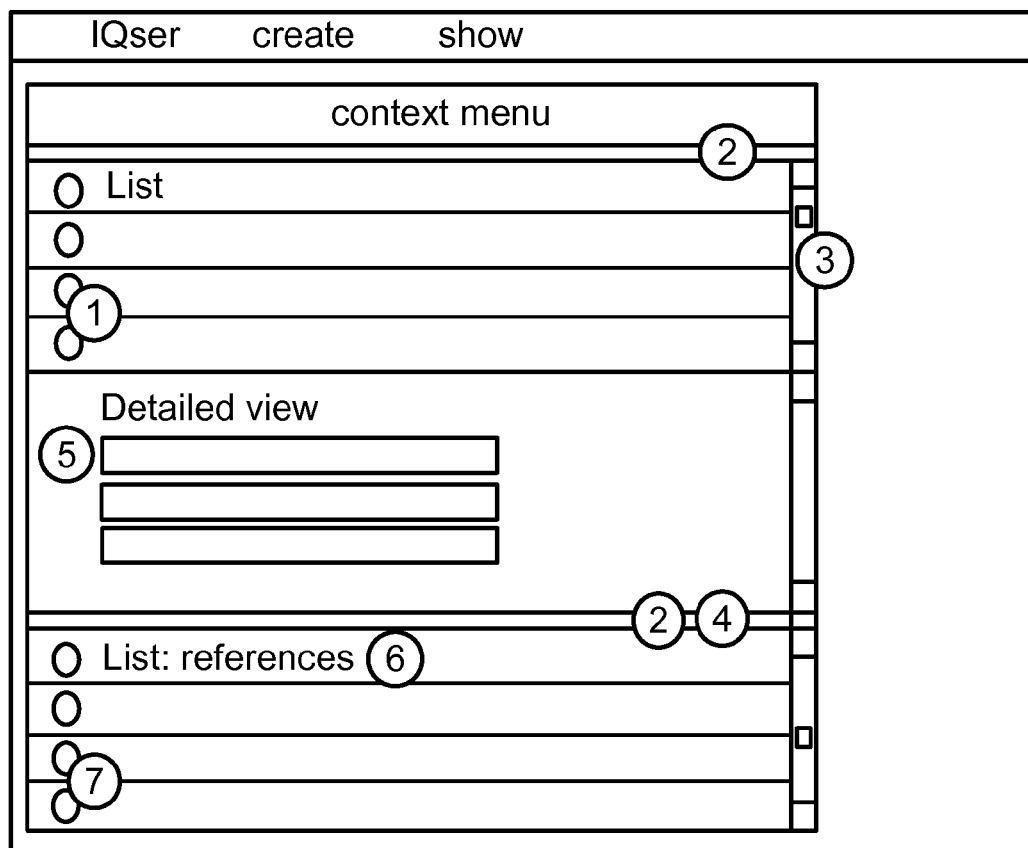 IQser create show
context menu
2
List
3
1
Detailed view
5
2 4
List: references 6
7